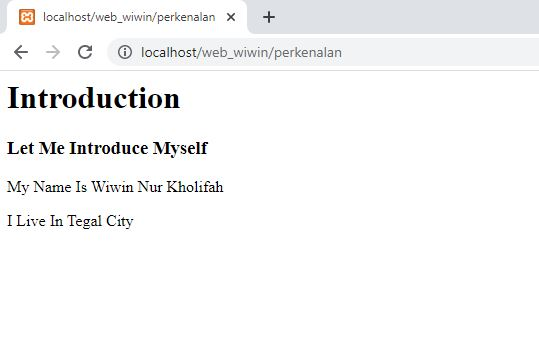 localhost/web_wiwin/perkenalan
localhost/web_wiwin/perkenalan
Introduction
Let Me Introduce Myself
My Name Is Wiwin Nur Kholifah
I Live In Tegal City